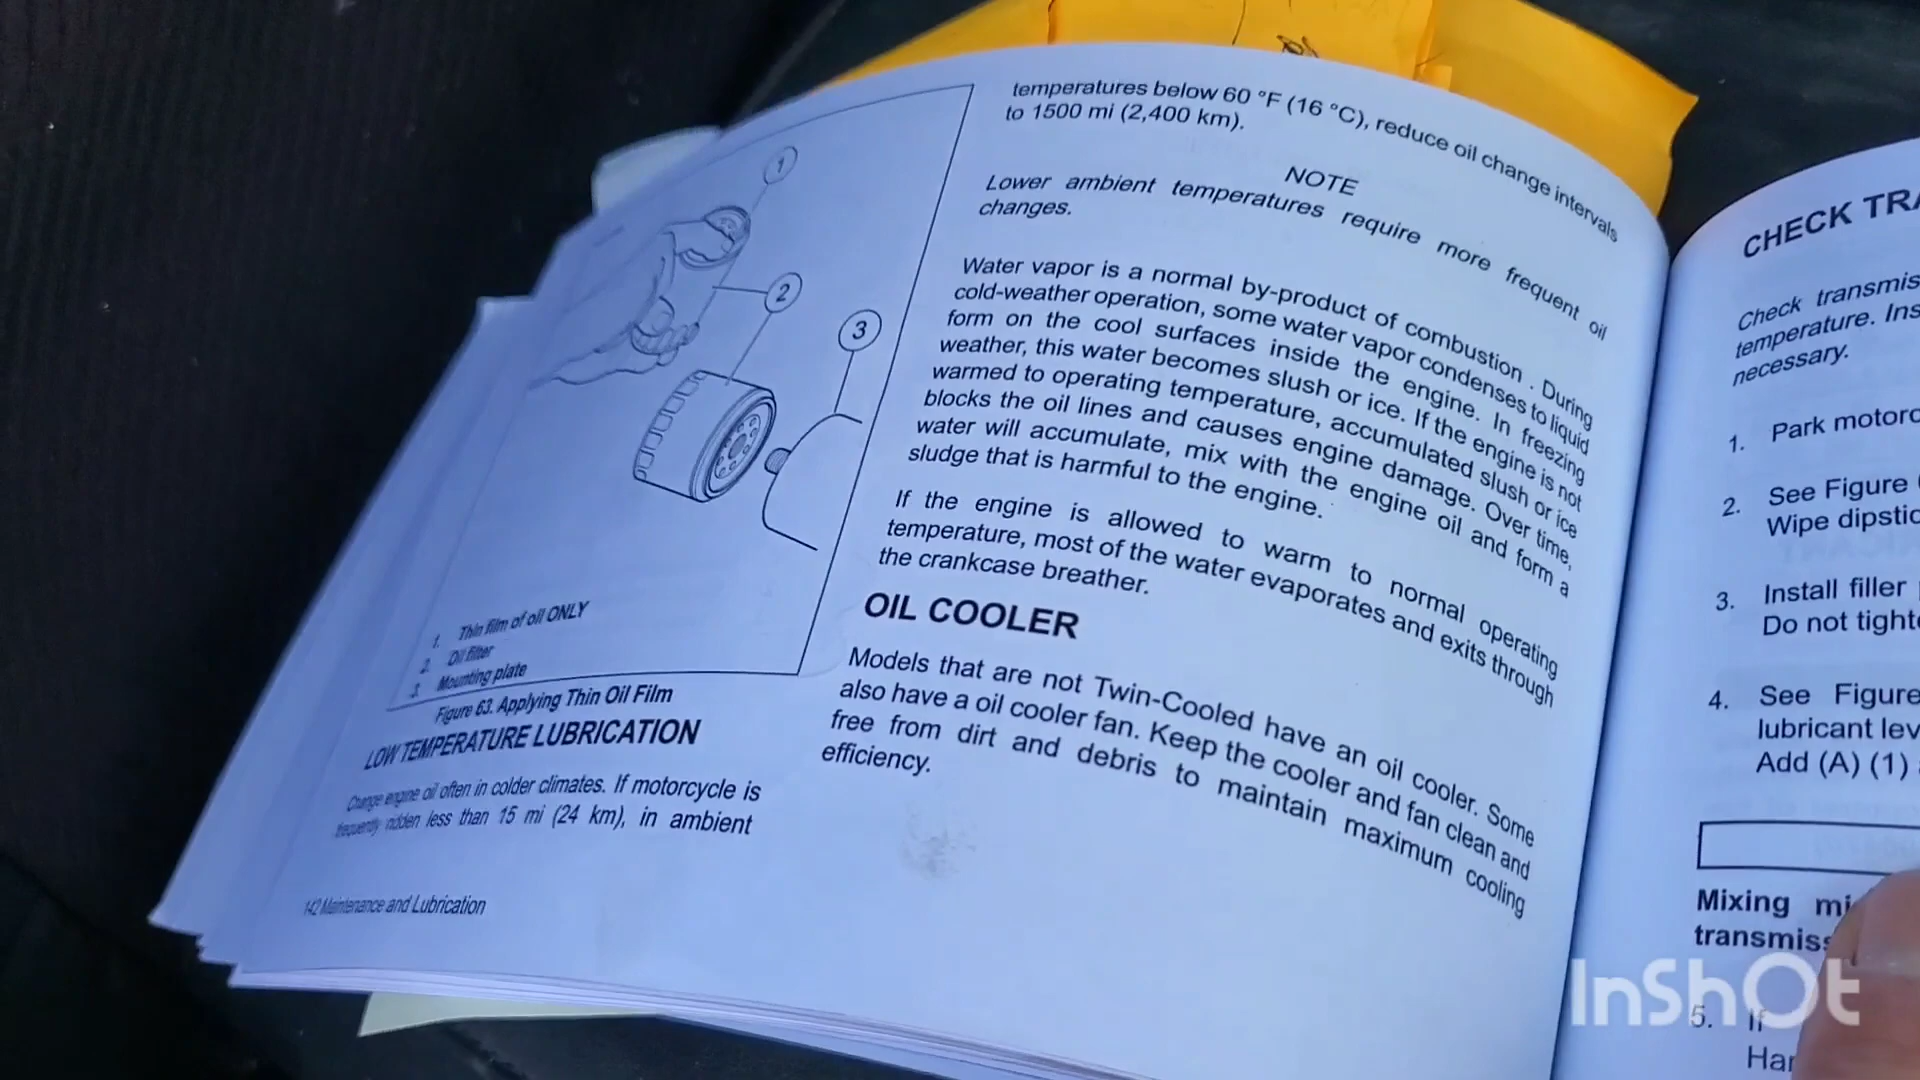 1
2
3
1. Thin film of oil ONLY
2. Oil filter
3. Mounting plate
Figure 63. Applying Thin Oil Film
LOW TEMPERATURE LUBRICATION
Change engine oil often in colder climates. If motorcycle is
frequently ridden less than 15 mi (24 km), in ambient
142 Maintenance and Lubrication
temperatures below 60 °F (16 °C), reduce oil change intervals
to 1500 mi (2,400 km).
NOTE
Lower ambient temperatures require more frequent oil
changes.
Water vapor is a normal by-product of combustion . During
cold-weather operation, some water vapor condenses to liquid
form on the cool surfaces inside the engine. In freezing
weather, this water becomes slush or ice. If the engine is not
warmed to operating temperature, accumulated slush or ice
blocks the oil lines and causes engine damage. Over time,
water will accumulate, mix with the engine oil and form a
sludge that is harmful to the engine.
If the engine is allowed to warm to normal operating
temperature, most of the water evaporates and exits through
the crankcase breather.
OIL COOLER
Models that are not Twin-Cooled have an oil cooler. Some
also have a oil cooler fan. Keep the cooler and fan clean and
free from dirt and debris to maintain maximum cooling
efficiency.
CHECK TRA
Check transmis
temperature. Ins
necessary.
1. Park motorc
2. See Figure
Wipe dipstic
3. Install filler
Do not tight
4. See Figure
lubricant lev
Add (A) (1)
Mixing mi
transmiss
5. If
Har
InShOt